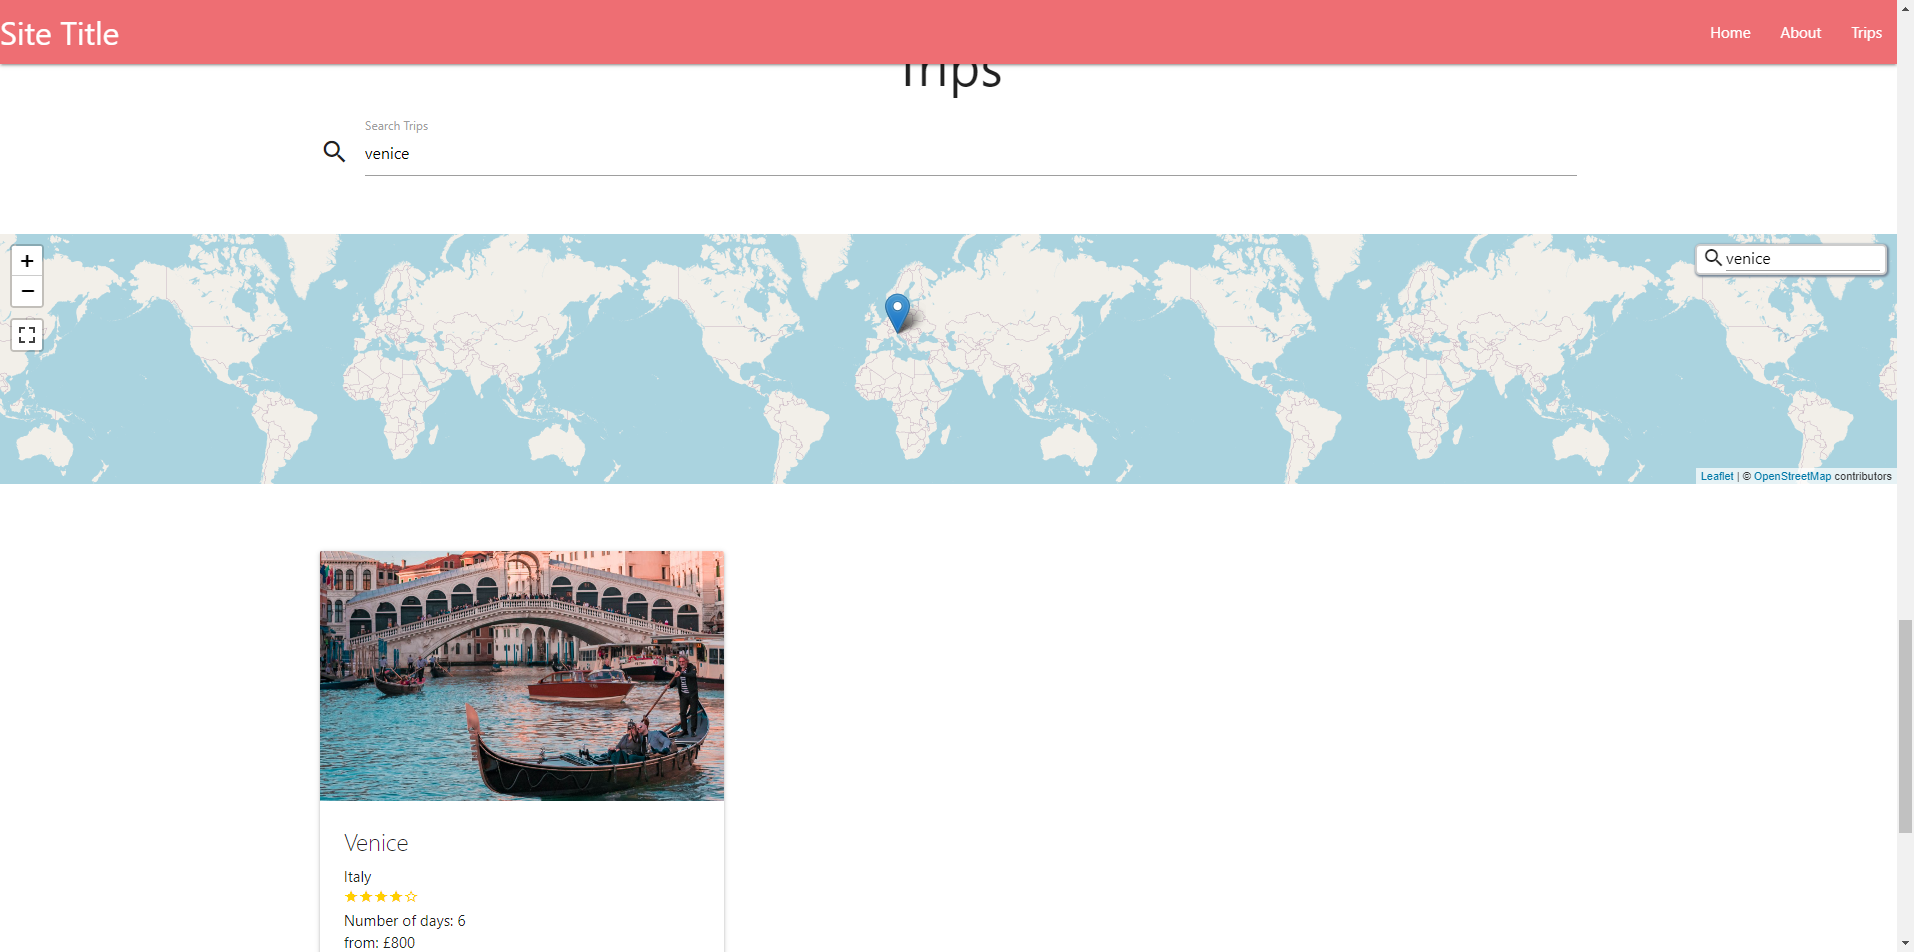 Site Title
Home About Trips
Trips
Search Trips
venice
+
venice
−
Leaflet | © OpenStreetMap contributors
Venice
Italy
Number of days: 6
from: £800